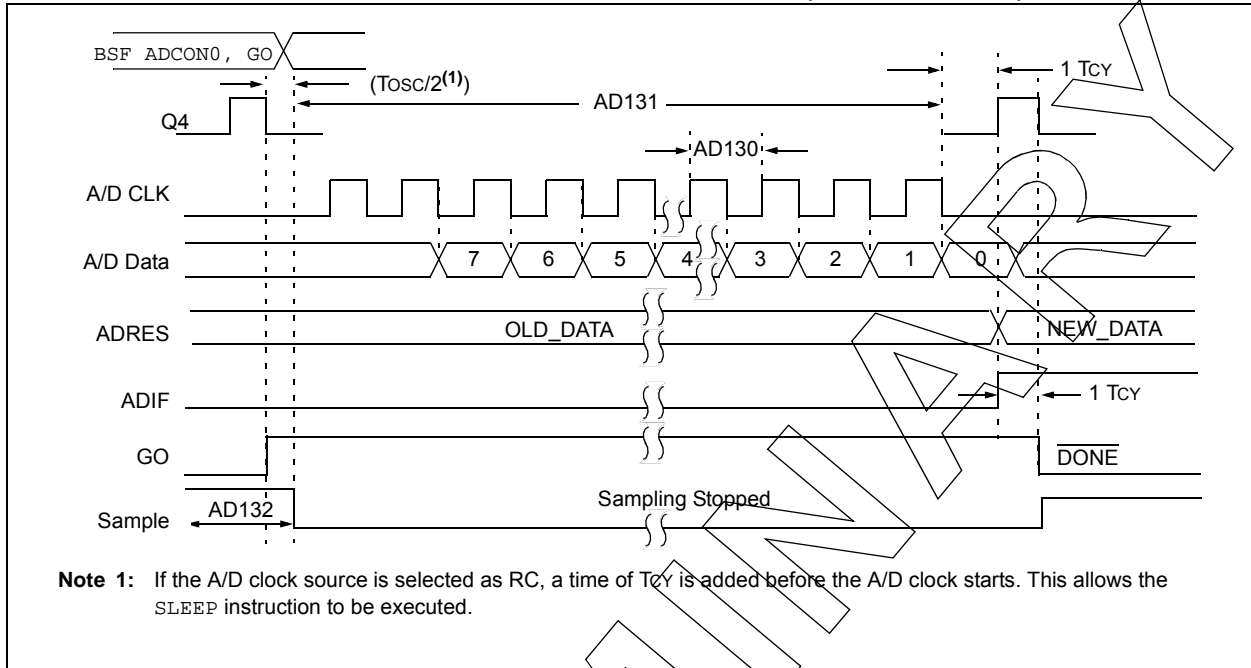 BSF ADCON0, GO
(TOSC/2(1))
1 TCY
AD131
Q4
AD130
A/D CLK
A/D Data
7 6 5 4 3 2 1 0
ADRES
OLD_DATA
NEW_DATA
ADIF
1 TCY
GO
DONE
Sample
AD132
Sampling Stopped
Note 1: If the A/D clock source is selected as RC, a time of TCY is added before the A/D clock starts. This allows the
SLEEP instruction to be executed.
INARY